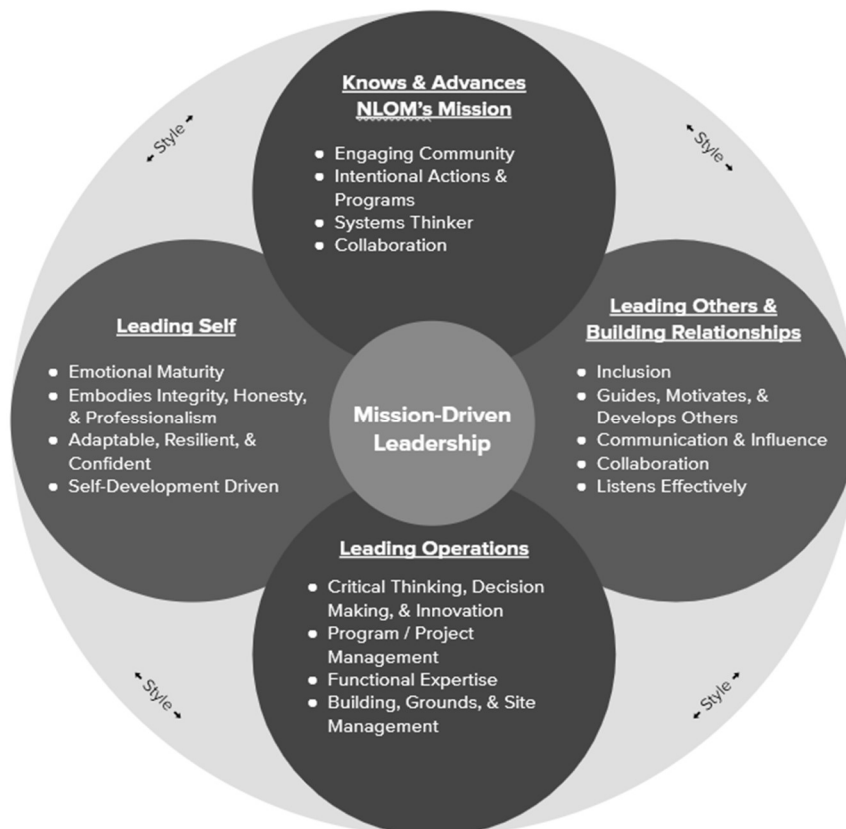 Knows & Advances
NLOM's Mission
• Engaging Community
• Intentional Actions &
Programs
• Systems Thinker
• Collaboration
Style
Style
Leading Self
• Emotional Maturity
• Embodies Integrity, Honesty,
& Professionalism
• Adaptable, Resilient, &
Confident
• Self-Development Driven
Mission-Driven
Leadership
Leading Others &
Building Relationships
• Inclusion
• Guides, Motivates, &
Develops Others
• Communication & Influence
• Collaboration
• Listens Effectively
Leading Operations
• Critical Thinking, Decision
Making, & Innovation
• Program / Project
Management
• Functional Expertise
• Building, Grounds, & Site
Management
Style
Style